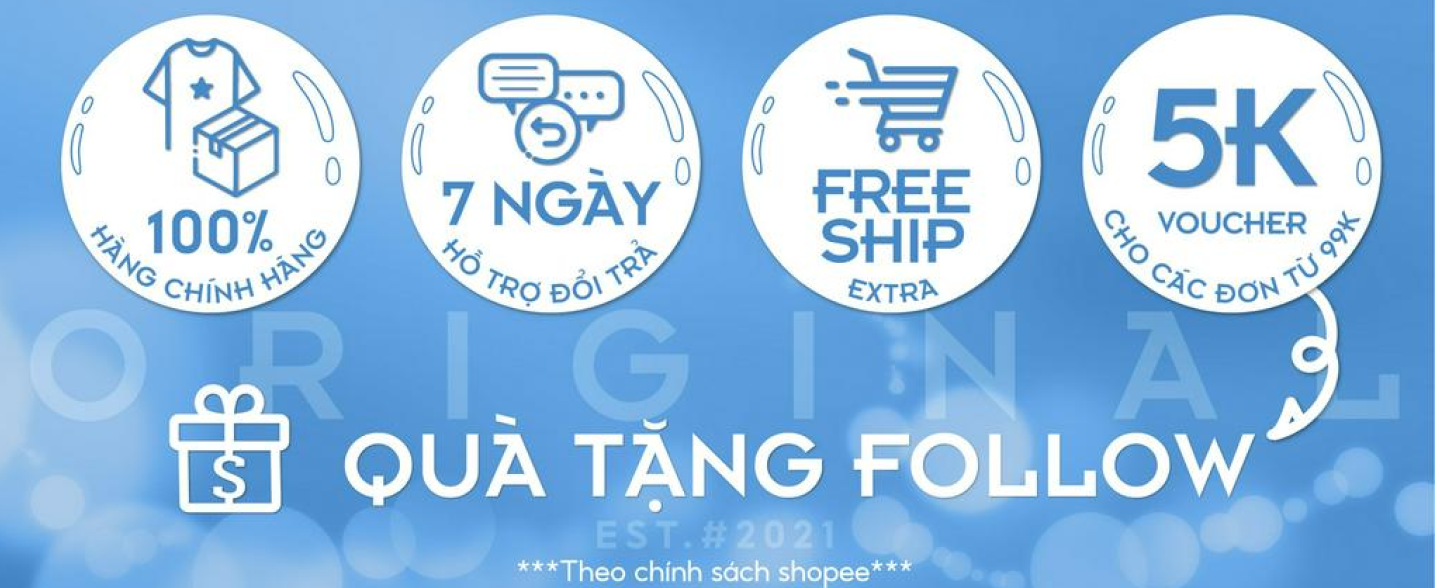 100%
HÀNG CHÍNH HÃNG
7 NGÀY
HỖ TRỢ ĐỔI TRẢ
FREE
SHIP
EXTRA
5K
VOUCHER
CHO CÁC ĐƠN TỪ 99K
ORIGINAL
$
QUÀ TẶNG FOLLOW
EST.#2021
***Theo chính sách shopee***